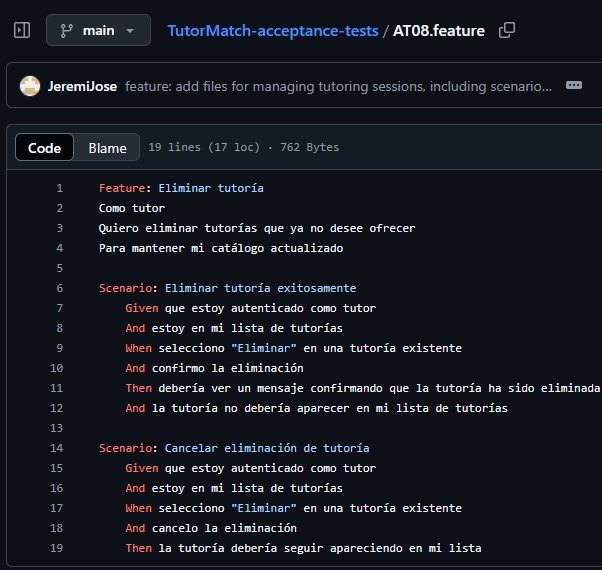 main
TutorMatch-acceptance-tests / AT08.feature
JeremiJose feature: add files for managing tutoring sessions, including scenario...
Code Blame 19 lines (17 loc) · 762 Bytes
1 Feature: Eliminar tutoría
2 Como tutor
3 Quiero eliminar tutorías que ya no desee ofrecer
4 Para mantener mi catálogo actualizado
5
6 Scenario: Eliminar tutoría exitosamente
7 Given que estoy autenticado como tutor
8 And estoy en mi lista de tutorías
9 When selecciono "Eliminar" en una tutoría existente
10 And confirmo la eliminación
11 Then debería ver un mensaje confirmando que la tutoría ha sido eliminada
12 And la tutoría no debería aparecer en mi lista de tutorías
13
14 Scenario: Cancelar eliminación de tutoría
15 Given que estoy autenticado como tutor
16 And estoy en mi lista de tutorías
17 When selecciono "Eliminar" en una tutoría existente
18 And cancelo la eliminación
19 Then la tutoría debería seguir apareciendo en mi lista